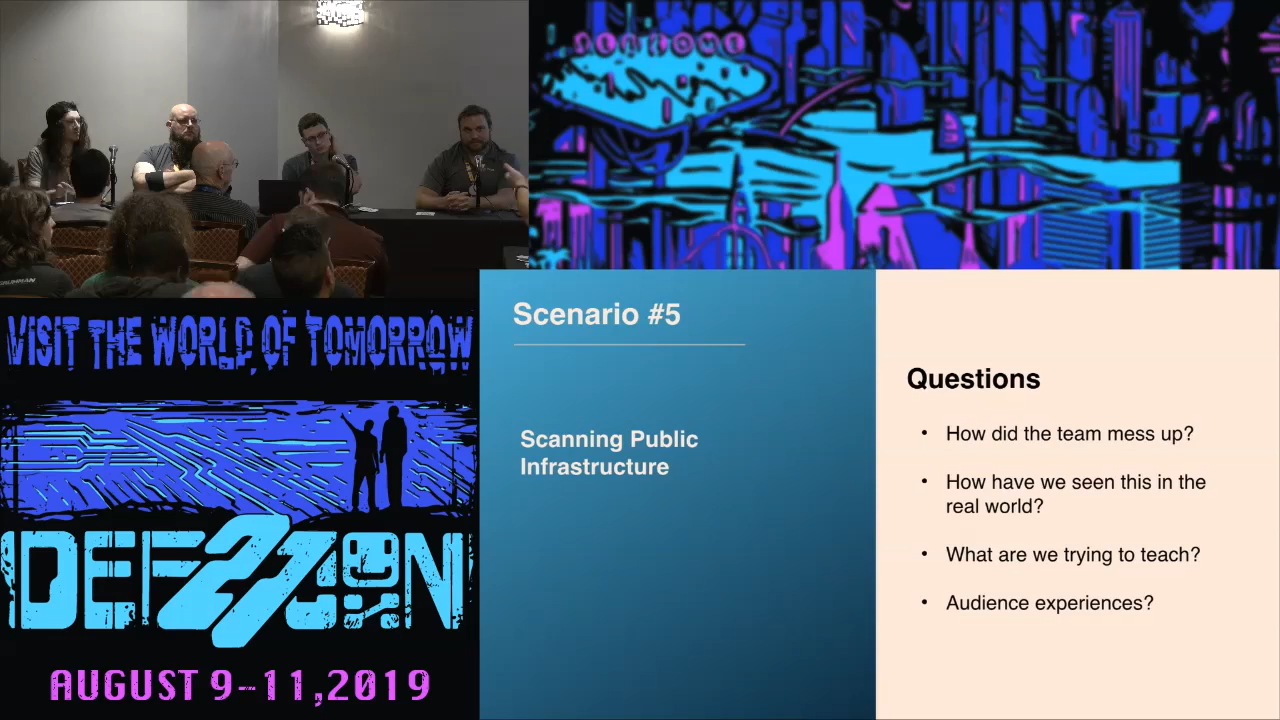 WELCOME
VISIT THE WORLD OF TOMORROW
DEF27CON
AUGUST 9-11,2019
Scenario #5
Scanning Public
Infrastructure
Questions
• How did the team mess up?
• How have we seen this in the
real world?
• What are we trying to teach?
• Audience experiences?